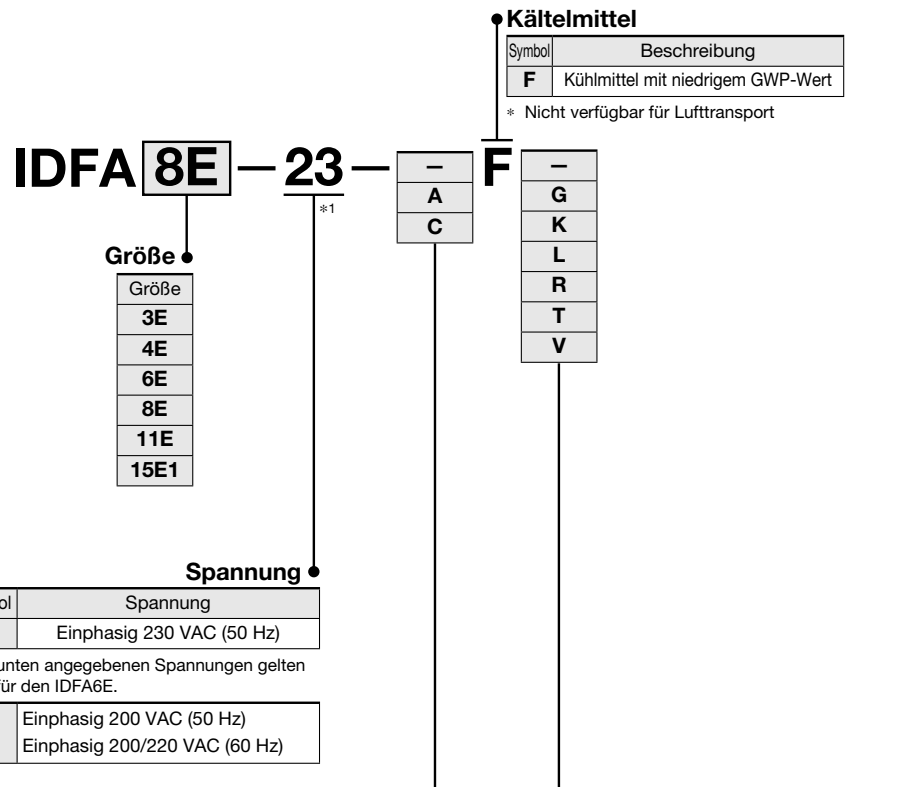 Kältelmittel
Symbol Beschreibung
F Kühlmittel mit niedrigem GWP-Wert
* Nicht verfügbar für Lufttransport
IDFA 8E – 23 – – F –
*1
A
C
G
K
L
R
T
V
Größe
Größe
3E
4E
6E
8E
11E
15E1
Spannung
ol Spannung
Einphasig 230 VAC (50 Hz)
unten angegebenen Spannungen gelten
für den IDFA6E.
Einphasig 200 VAC (50 Hz)
Einphasig 200/220 VAC (60 Hz)